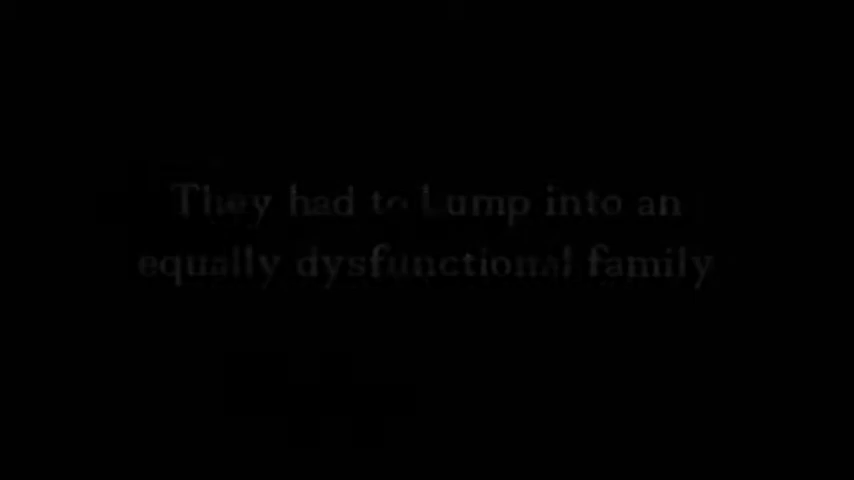 They had to bump into an
equally dysfunctional family